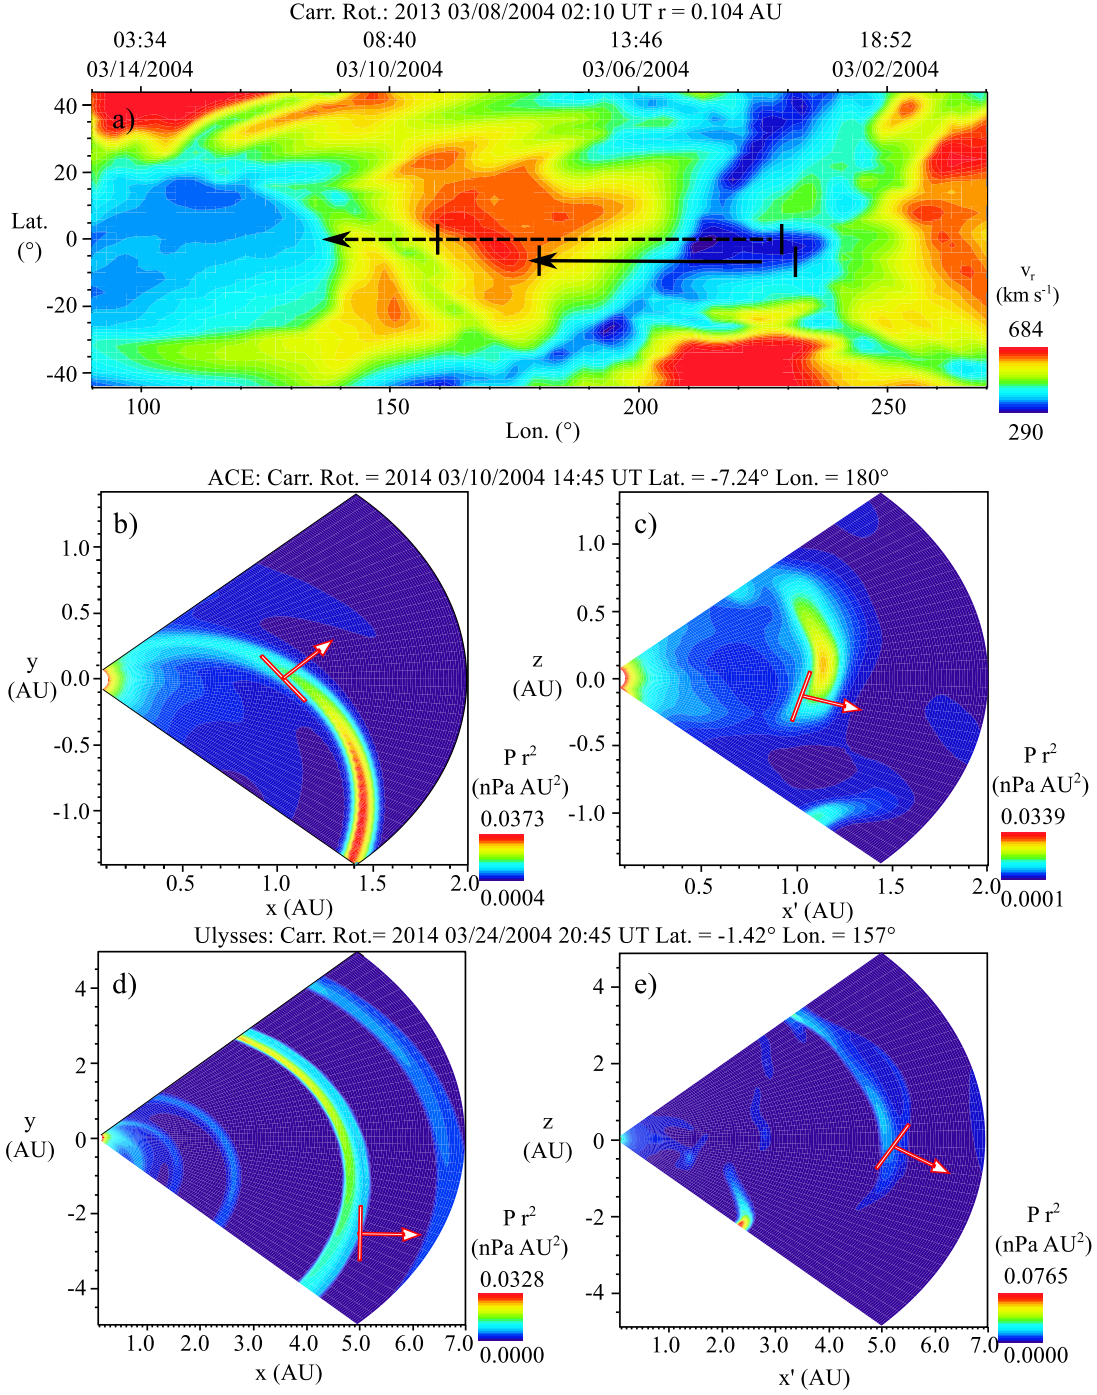 Carr. Rot.: 2013 03/08/2004 02:10 UT r = 0.104 AU
03:34 08:40 13:46 18:52
03/14/2004 03/10/2004 03/06/2004 03/02/2004
a)
40
20
0
-20
-40
Lat.
(°)
100 150 200 250
Lon. (°)
vr
(km s-1)
684
290
ACE: Carr. Rot. = 2014 03/10/2004 14:45 UT Lat. = -7.24° Lon. = 180°
b)
1.0
0.5
0.0
-0.5
-1.0
y
(AU)
0.5 1.0 1.5 2.0
x (AU)
P r2
(nPa AU2)
0.0373
0.0004
c)
1.0
0.5
0.0
-0.5
-1.0
z
(AU)
0.5 1.0 1.5 2.0
x' (AU)
P r2
(nPa AU2)
0.0339
0.0001
Ulysses: Carr. Rot.= 2014 03/24/2004 20:45 UT Lat. = -1.42° Lon. = 157°
d)
4
2
0
-2
-4
y
(AU)
1.0 2.0 3.0 4.0 5.0 6.0 7.0
x (AU)
P r2
(nPa AU2)
0.0328
0.0000
e)
4
2
0
-2
-4
z
(AU)
1.0 2.0 3.0 4.0 5.0 6.0 7.0
x' (AU)
P r2
(nPa AU2)
0.0765
0.0000